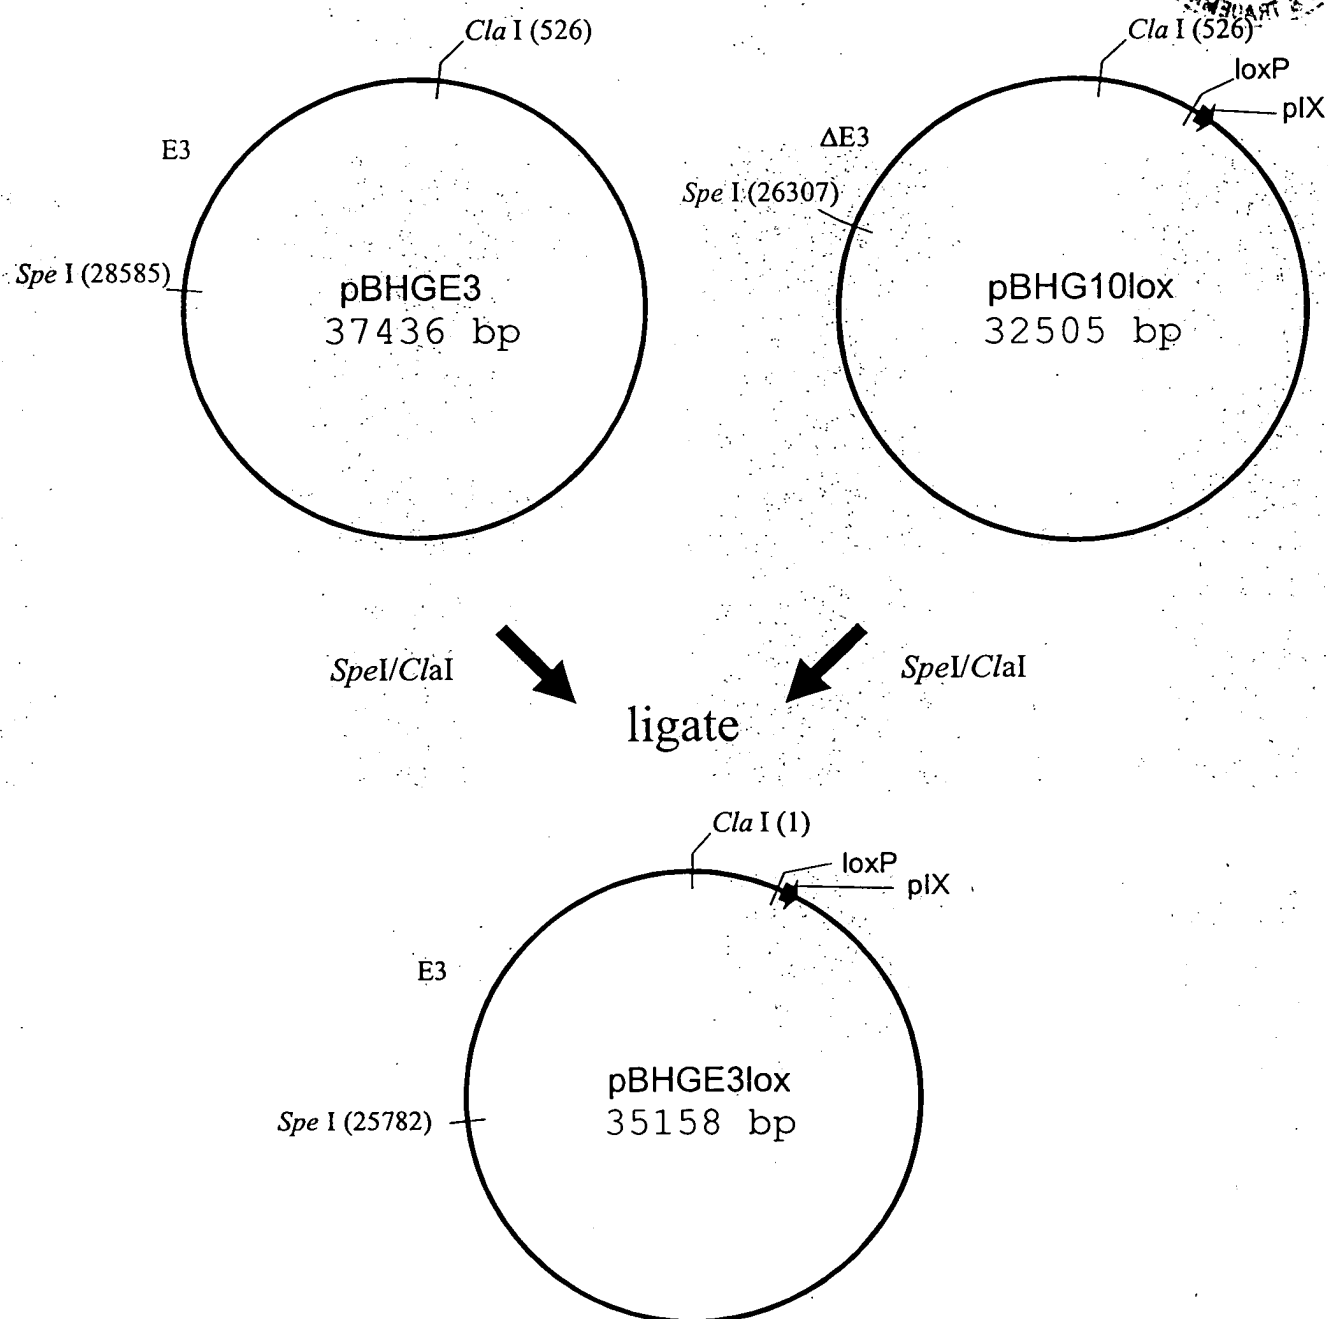 Cla I (526)
E3
Spe I (28585)
pBHGE3
37436 bp
Cla I (526)
loxP
pIX
ΔE3
Spe I (26307)
pBHG10lox
32505 bp
SpeI/ClaI
SpeI/ClaI
ligate
Cla I (1)
loxP
pIX
E3
Spe I (25782)
pBHGE3lox
35158 bp